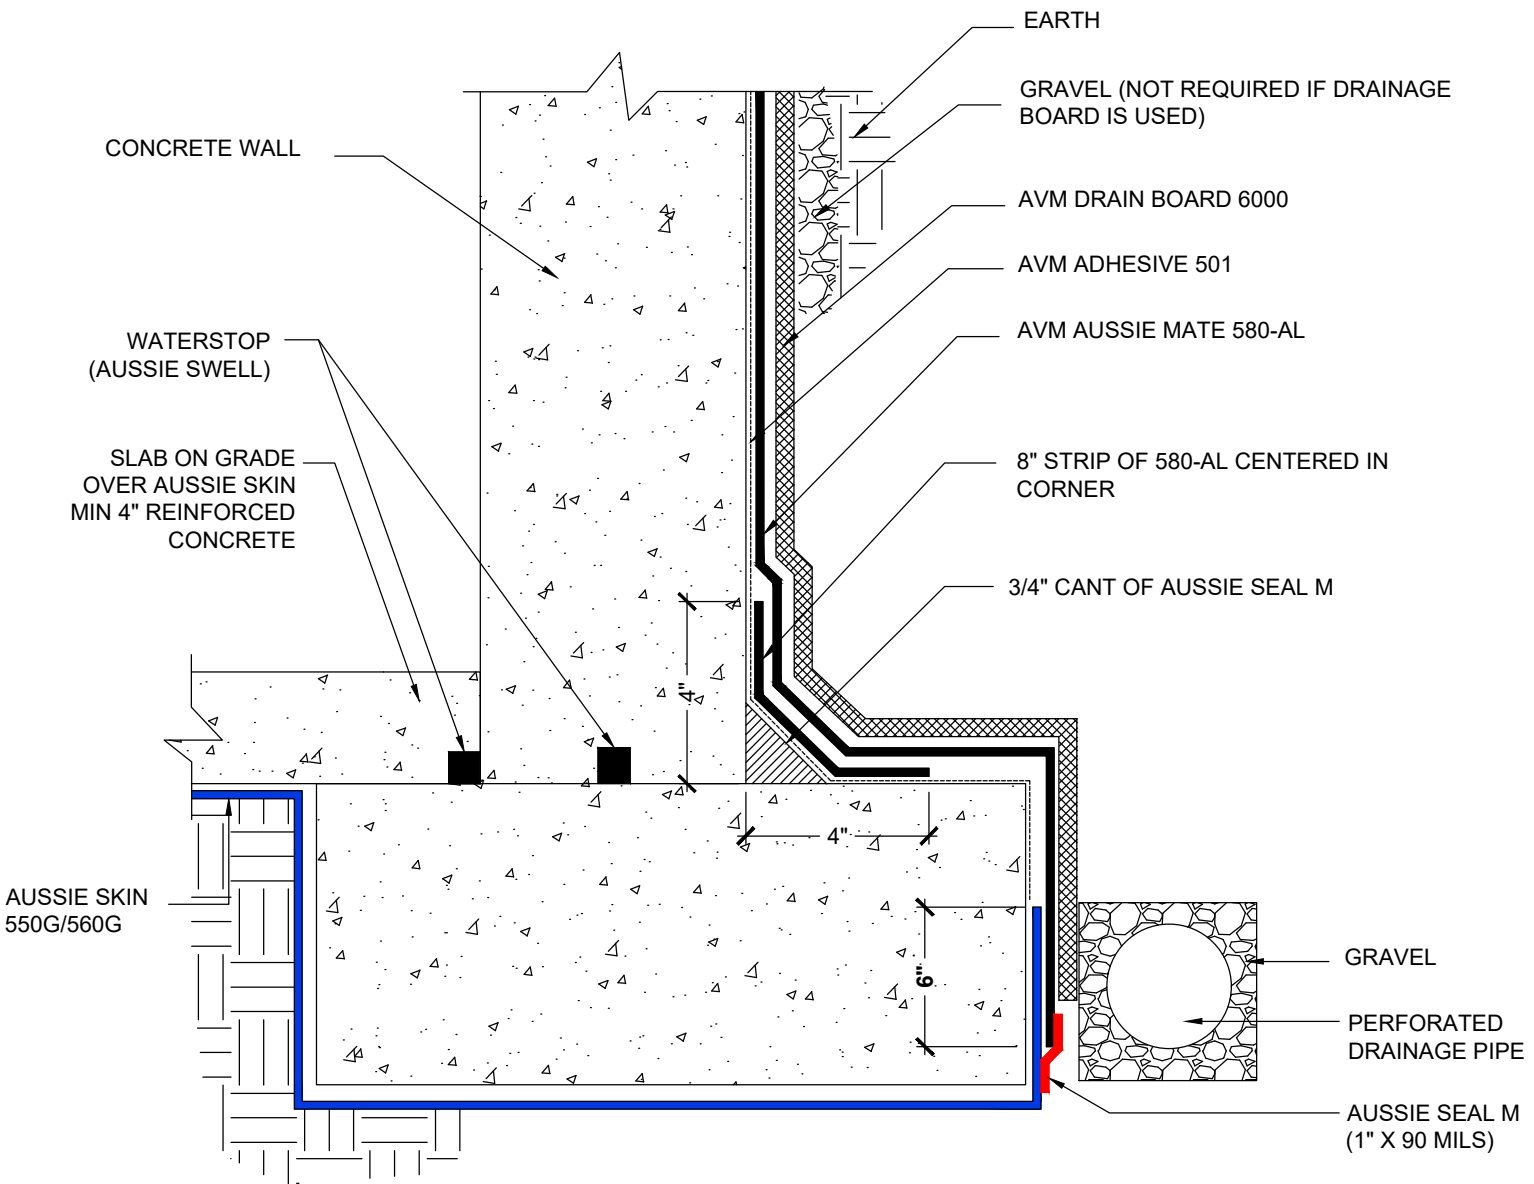 EARTH
GRAVEL (NOT REQUIRED IF DRAINAGE
BOARD IS USED)
CONCRETE WALL
AVM DRAIN BOARD 6000
AVM ADHESIVE 501
AVM AUSSIE MATE 580-AL
WATERSTOP
(AUSSIE SWELL)
SLAB ON GRADE
OVER AUSSIE SKIN
MIN 4" REINFORCED
CONCRETE
8" STRIP OF 580-AL CENTERED IN
CORNER
3/4" CANT OF AUSSIE SEAL M
4"
4"
AUSSIE SKIN
550G/560G
6"
GRAVEL
PERFORATED
DRAINAGE PIPE
AUSSIE SEAL M
(1" X 90 MILS)